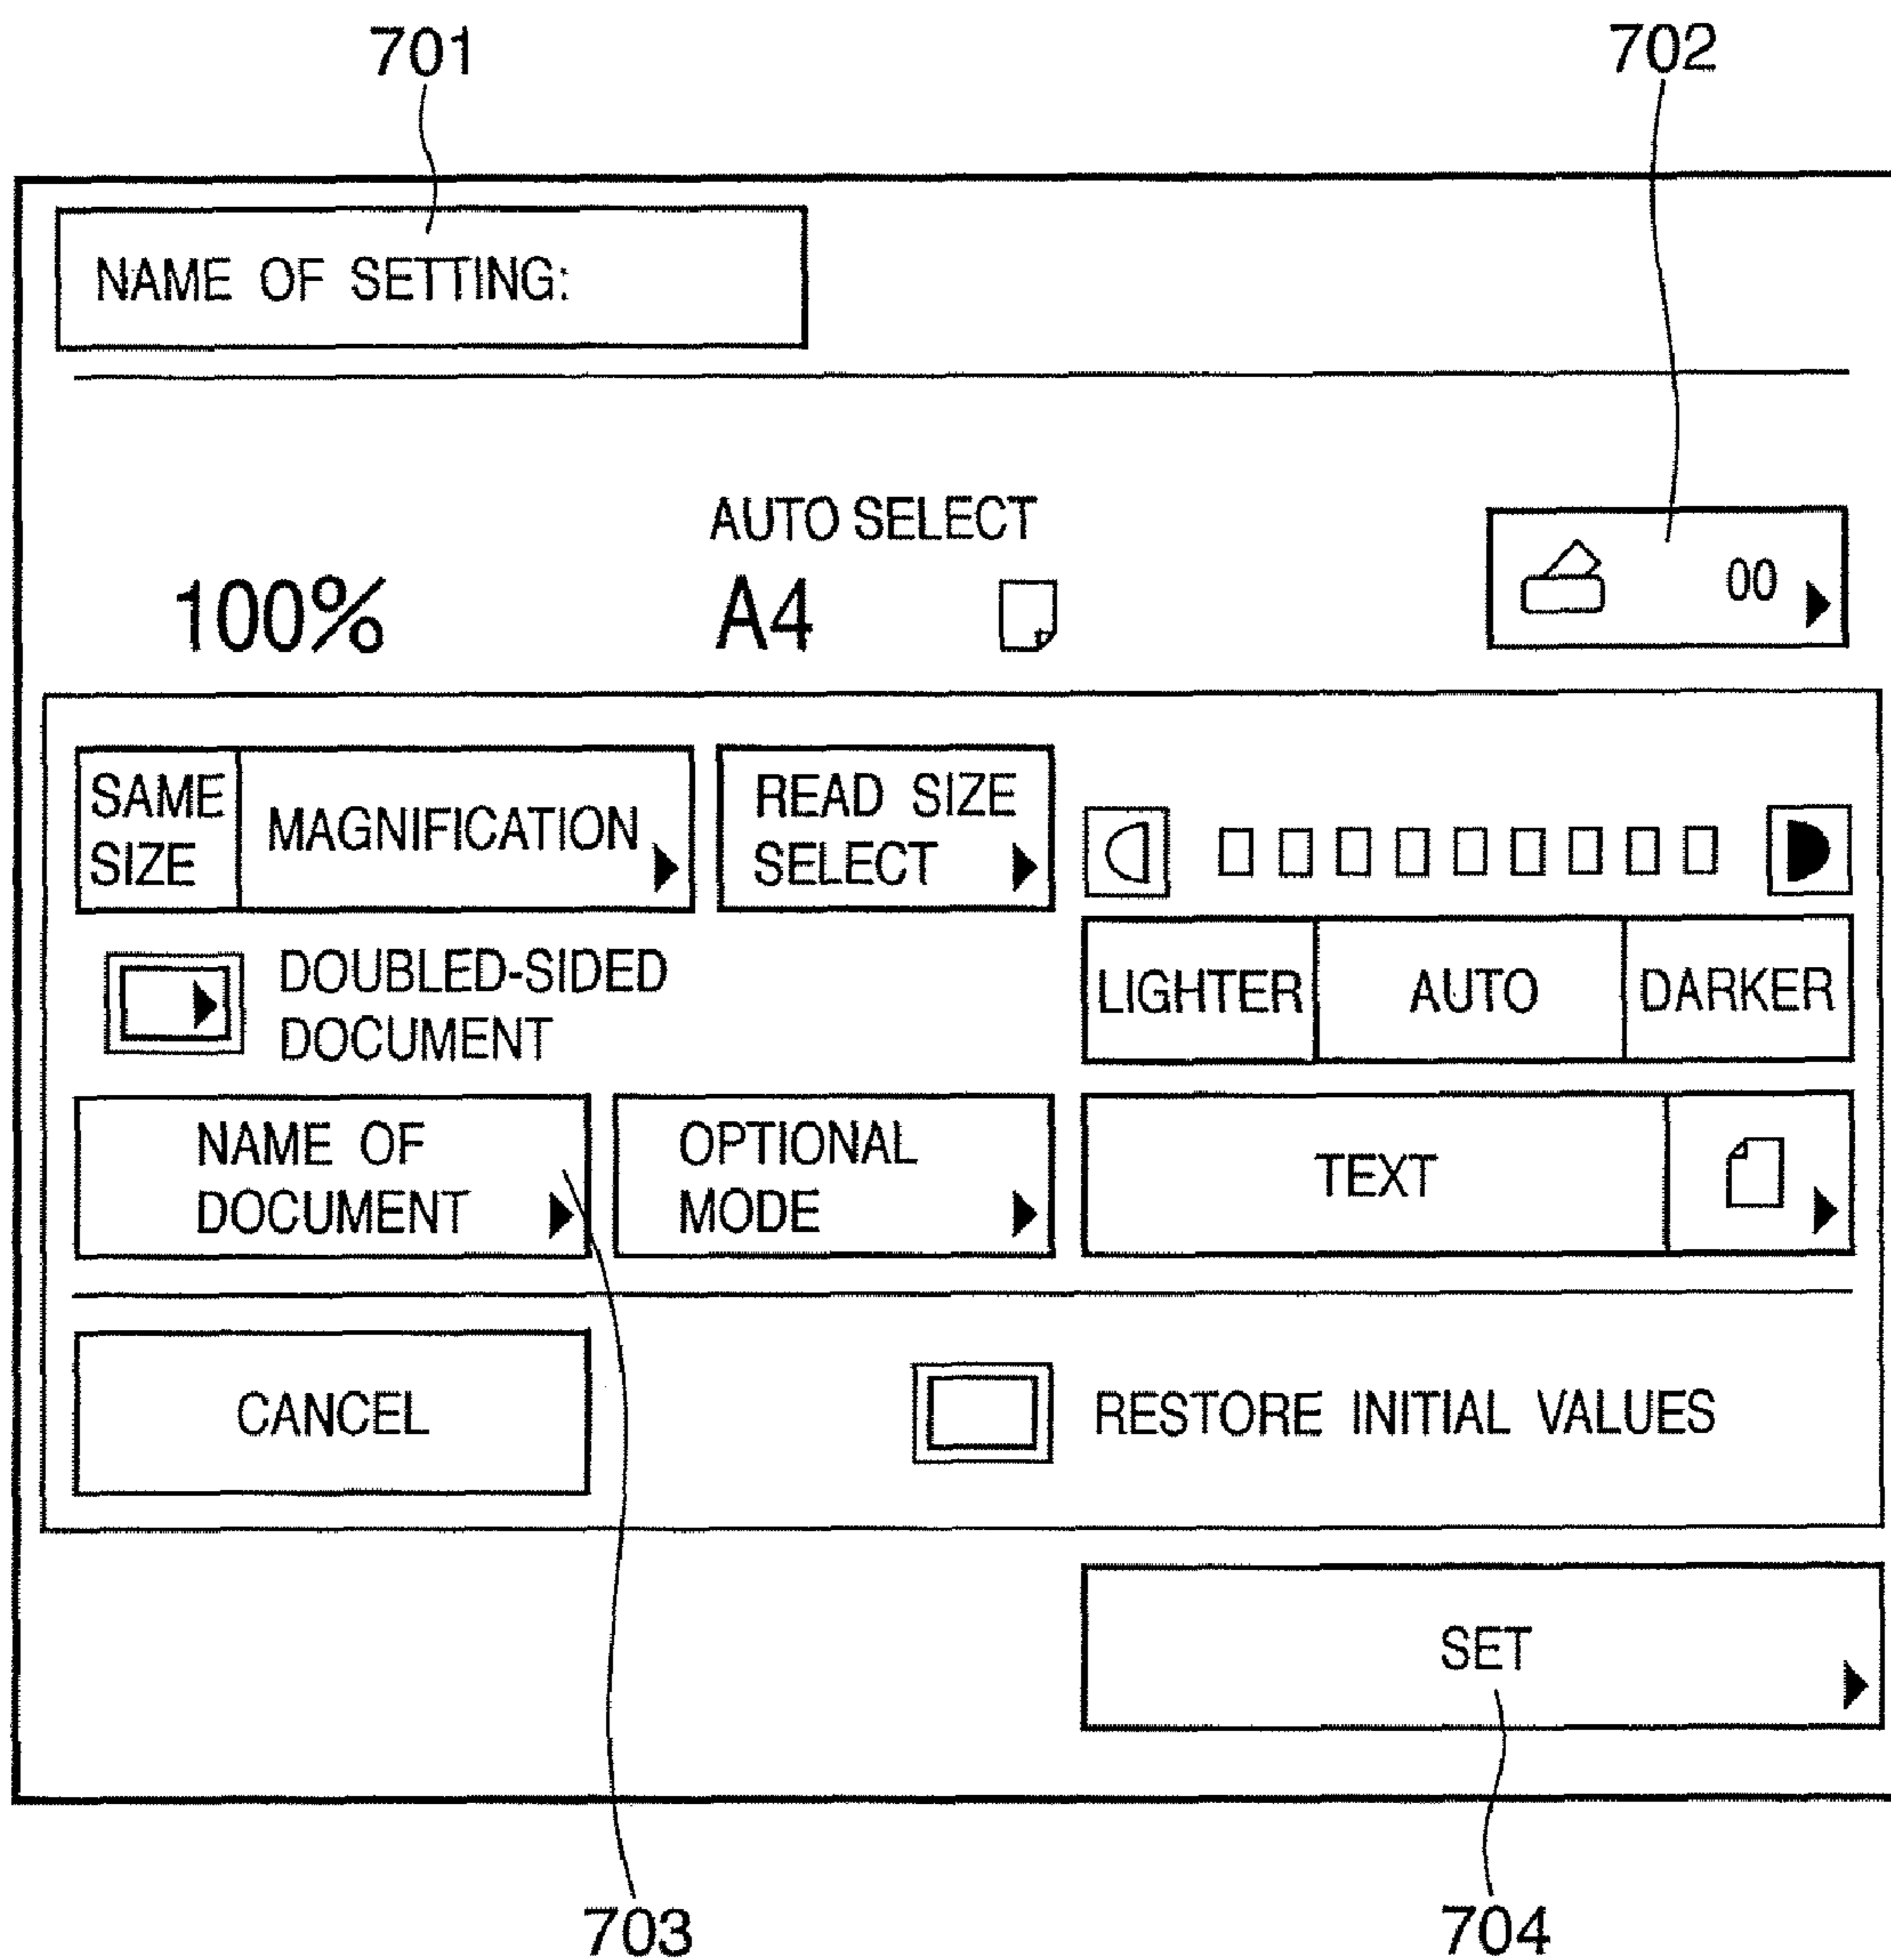 701
702
NAME OF SETTING:
AUTO SELECT
100%
A4
00
SAME
SIZE
MAGNIFICATION
READ SIZE
SELECT
DOUBLED-SIDED
DOCUMENT
LIGHTER
AUTO
DARKER
NAME OF
DOCUMENT
OPTIONAL
MODE
TEXT
CANCEL
RESTORE INITIAL VALUES
SET
703
704